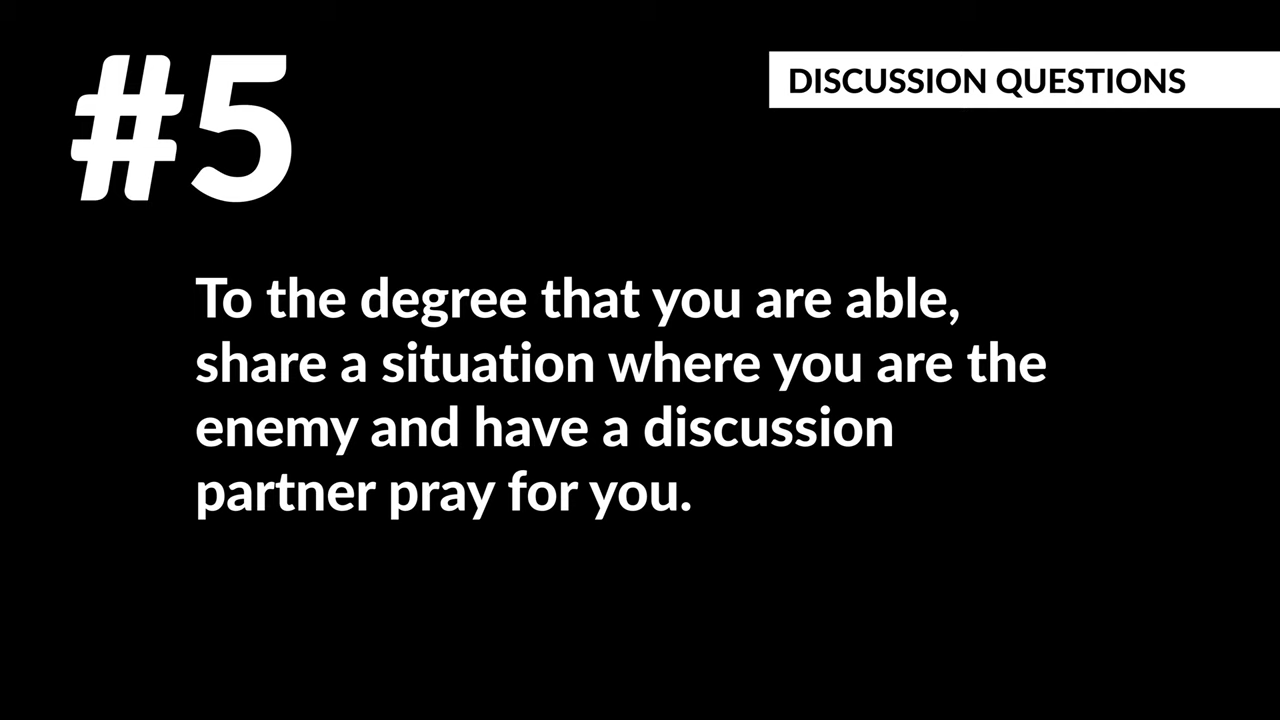 #5
DISCUSSION QUESTIONS
To the degree that you are able,
share a situation where you are the
enemy and have a discussion
partner pray for you.